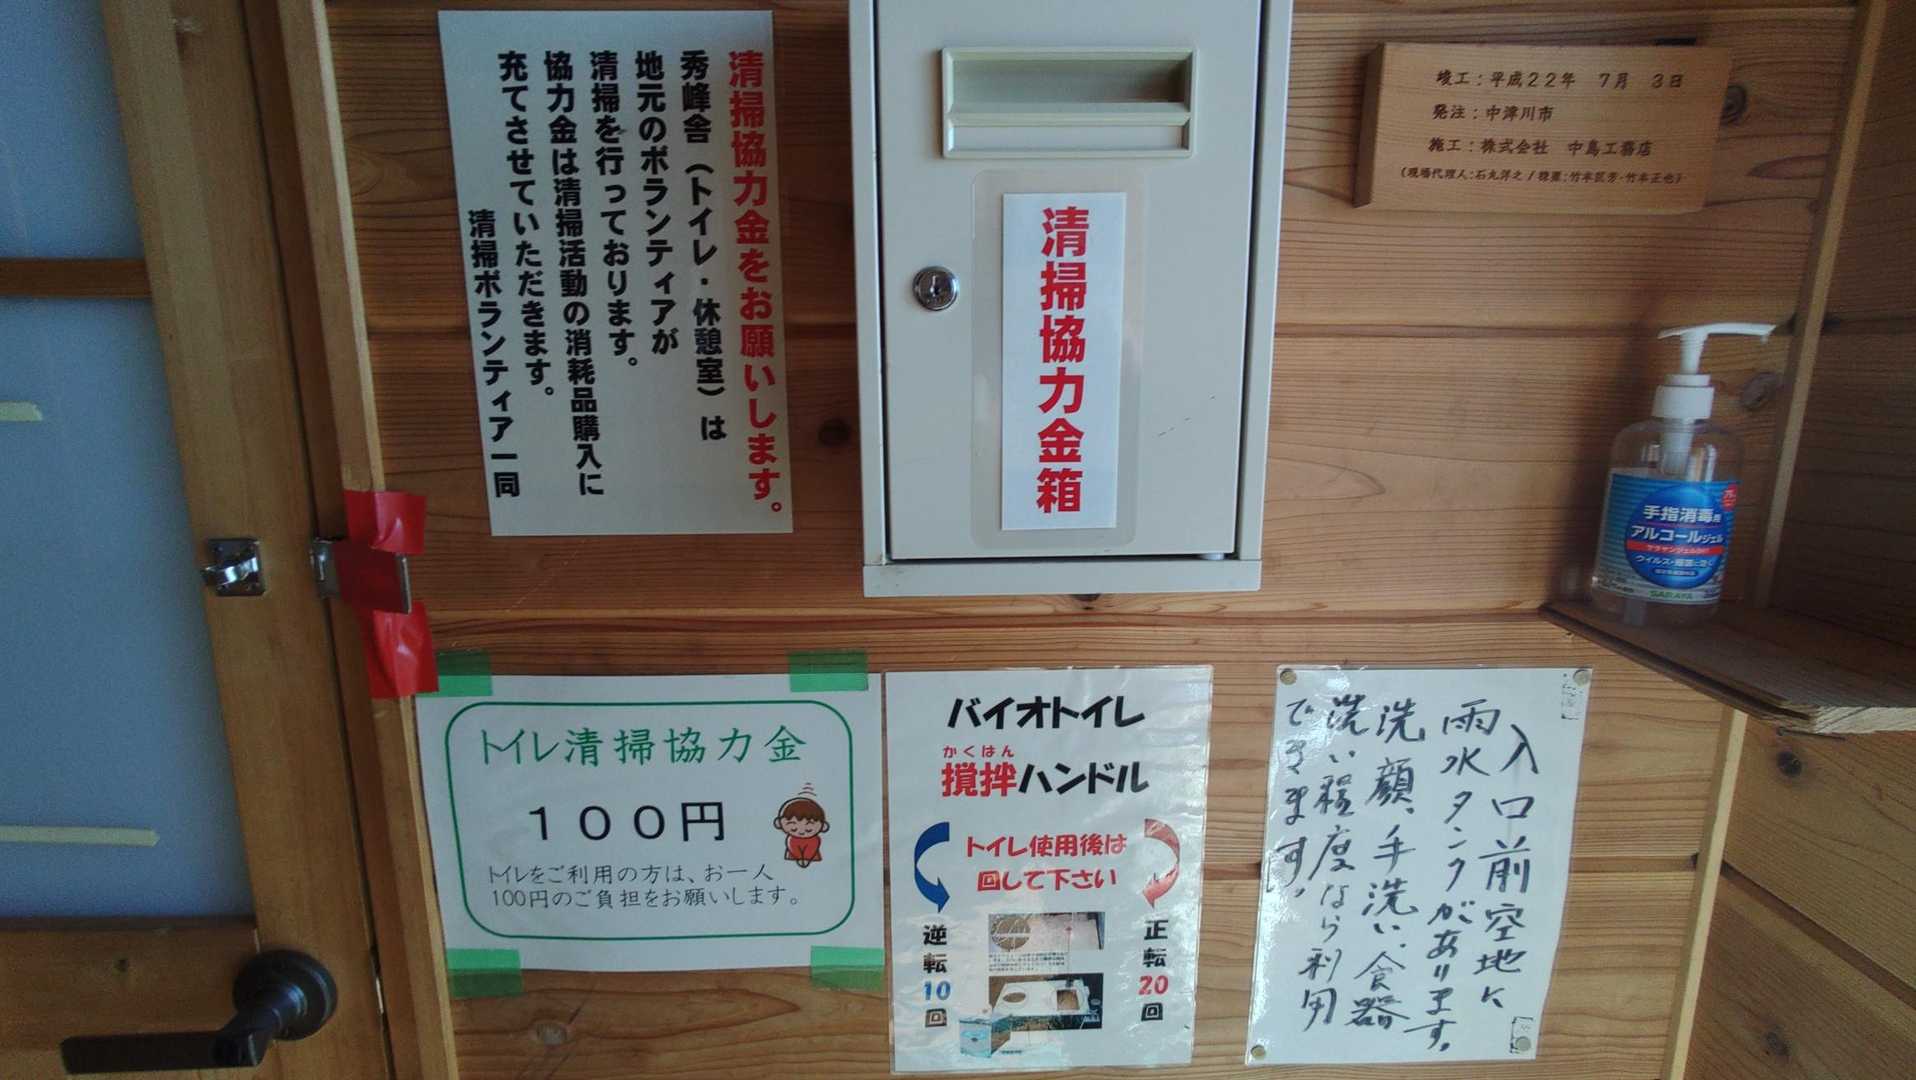 清掃協力金をお願いします。
秀峰舎（トイレ・休憩室）は
地元のボランティアが
清掃を行っております。
協力金は清掃活動の消耗品購入に
充てさせていただきます。
清掃ボランティア一同
清掃協力金箱
竣工：平成22年　7月　3日
発注：中津川市
施工：株式会社　中島工務店
手指消毒用
アルコールジェル
SARAYA
トイレ清掃協力金
100円
トイレをご利用の方は、お一人
100円のご負担をお願いします。
バイオトイレ
かくはん
撹拌ハンドル
トイレ使用後は
回して下さい
逆転10回
正転20回
入口前空地に
雨水タンクがあります。
洗顔、手洗い、食器
洗い程度なら利用
できます。